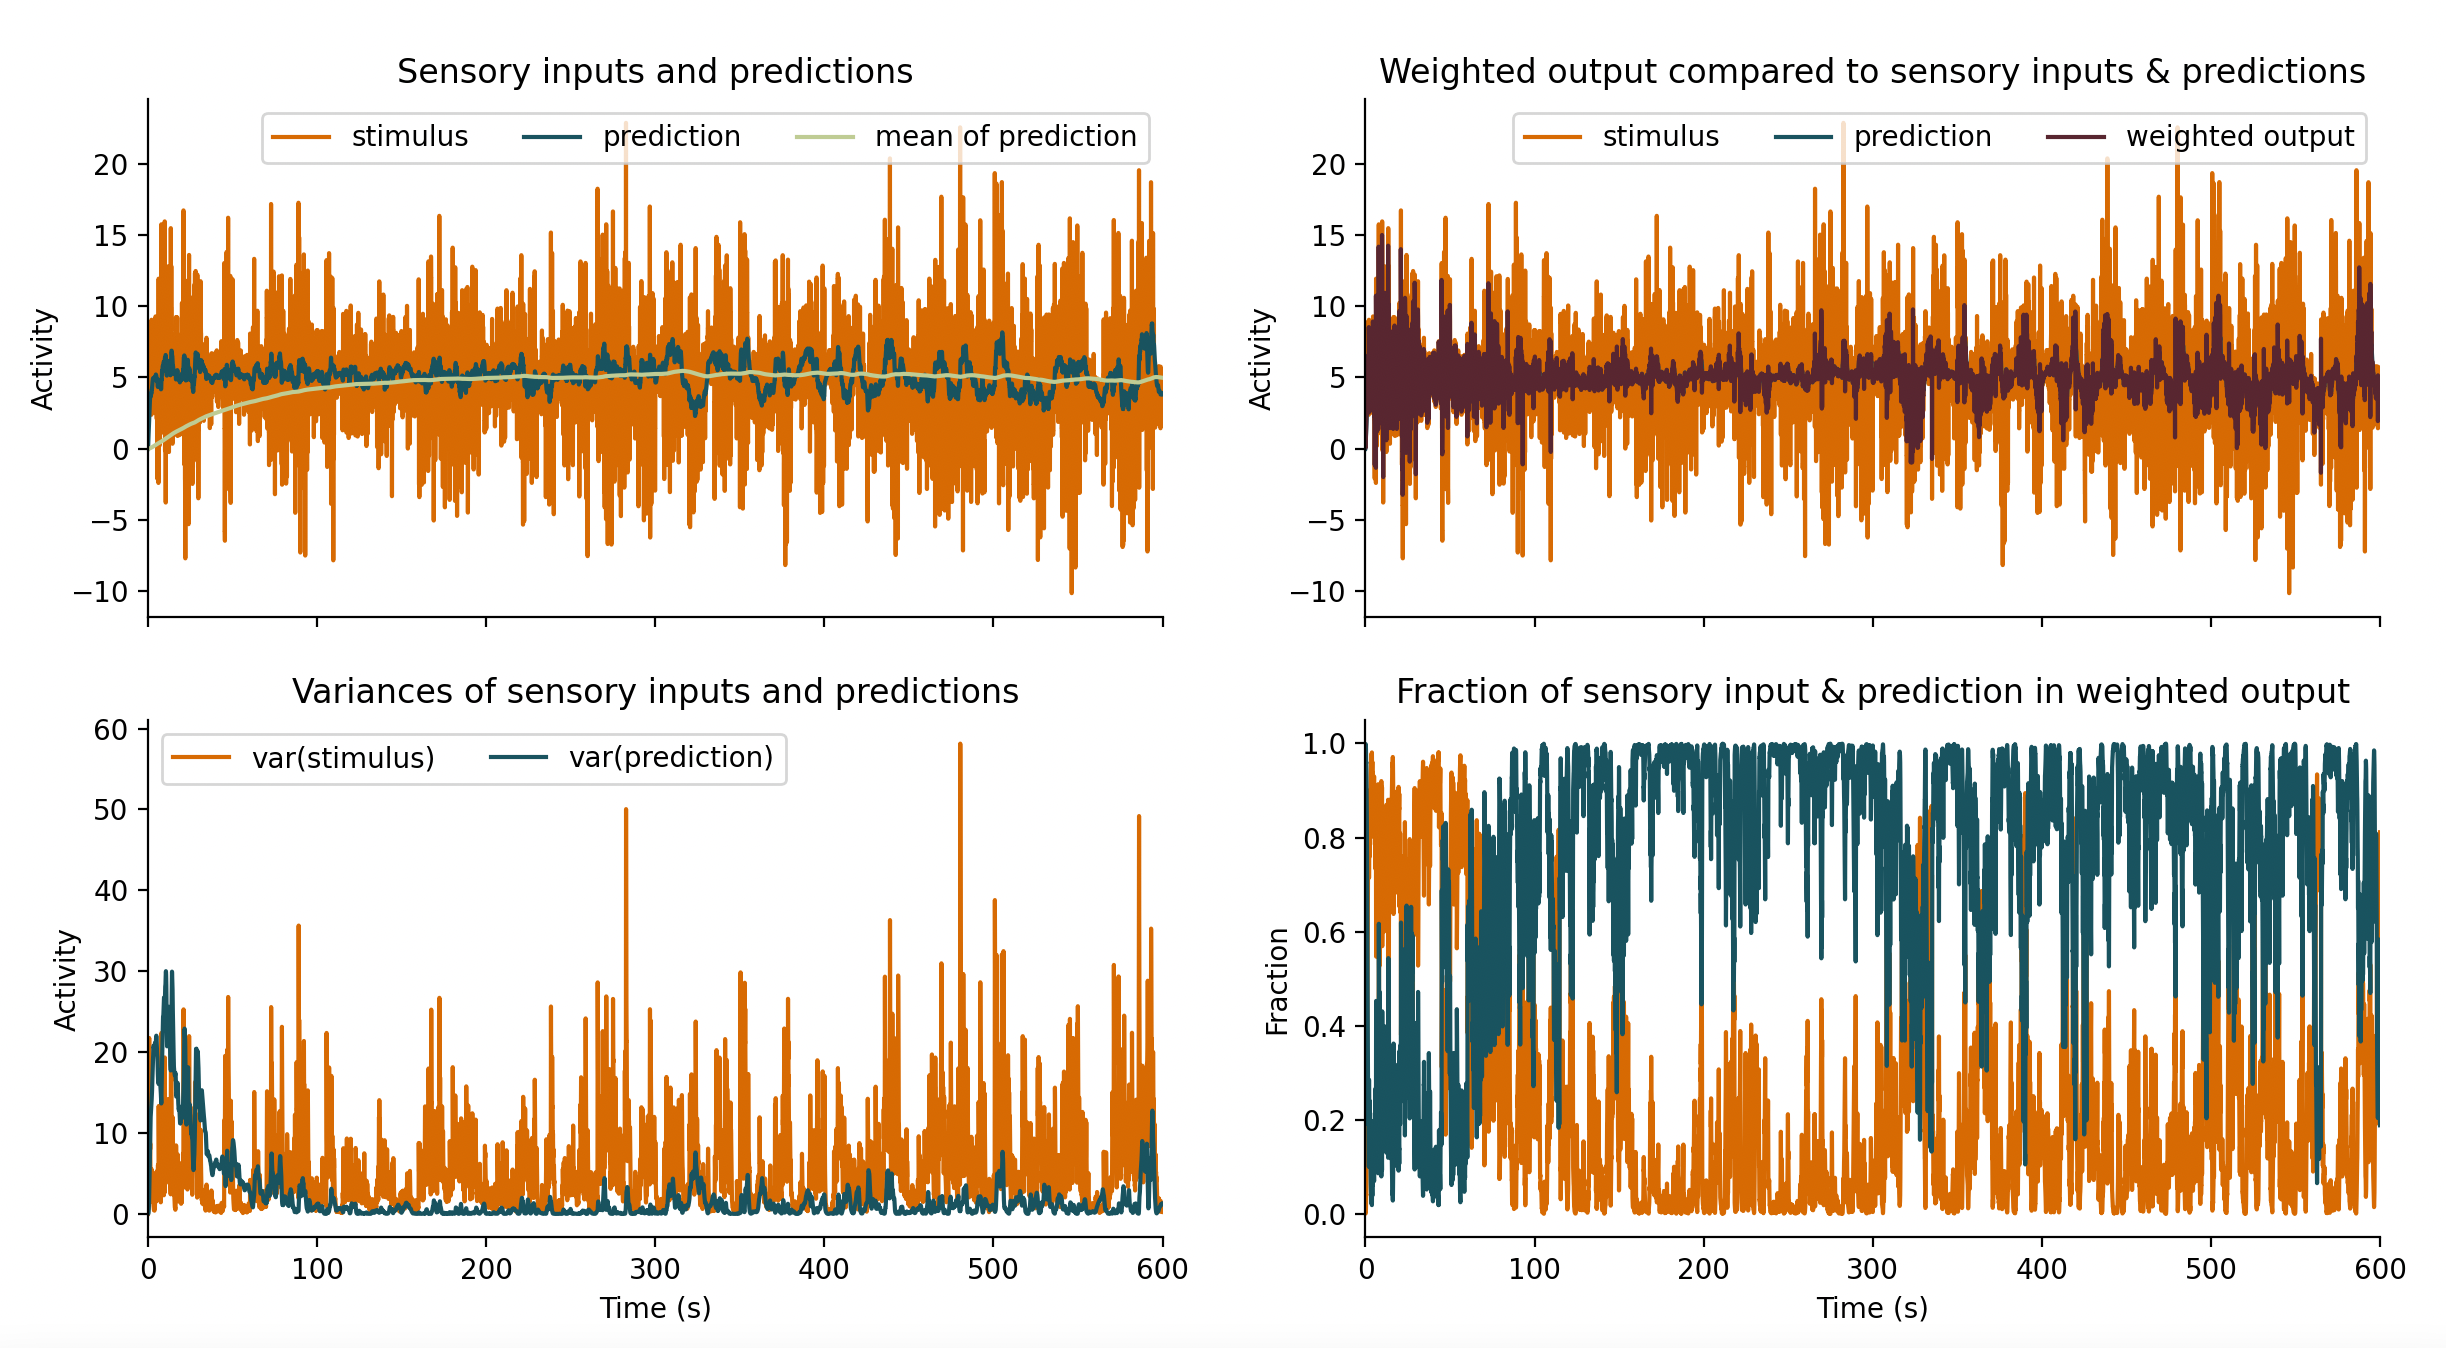 Sensory inputs and predictions
stimulus prediction mean of prediction
Activity
20
15
10
5
0
−5
−10
Weighted output compared to sensory inputs & predictions
stimulus prediction weighted output
Activity
20
15
10
5
0
−5
−10
Variances of sensory inputs and predictions
var(stimulus) var(prediction)
Activity
60
50
40
30
20
10
0
0 100 200 300 400 500 600
Time (s)
Fraction of sensory input & prediction in weighted output
Fraction
1.0
0.8
0.6
0.4
0.2
0.0
0 100 200 300 400 500 600
Time (s)